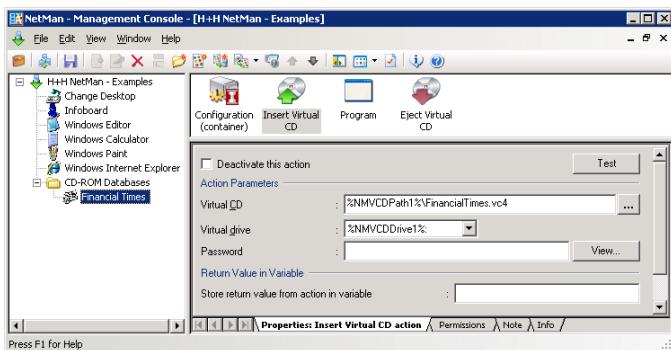 NetMan - Management Console - [H+H NetMan - Examples]
File Edit View Window Help
H+H NetMan - Examples
Change Desktop
Infoboard
Windows Editor
Windows Calculator
Windows Paint
Windows Internet Explorer
CD-ROM Databases
Financial Times
Configuration (container)
Insert Virtual CD
Program
Eject Virtual CD
Deactivate this action
Test
Action Parameters
Virtual CD : %NMVCDPath1%\FinancialTimes.vc4 ...
Virtual drive : %NMVCDDrive1%:
Password : View...
Return Value in Variable
Store return value from action in variable :
Properties: Insert Virtual CD action / Permissions / Note / Info /
Press F1 for Help